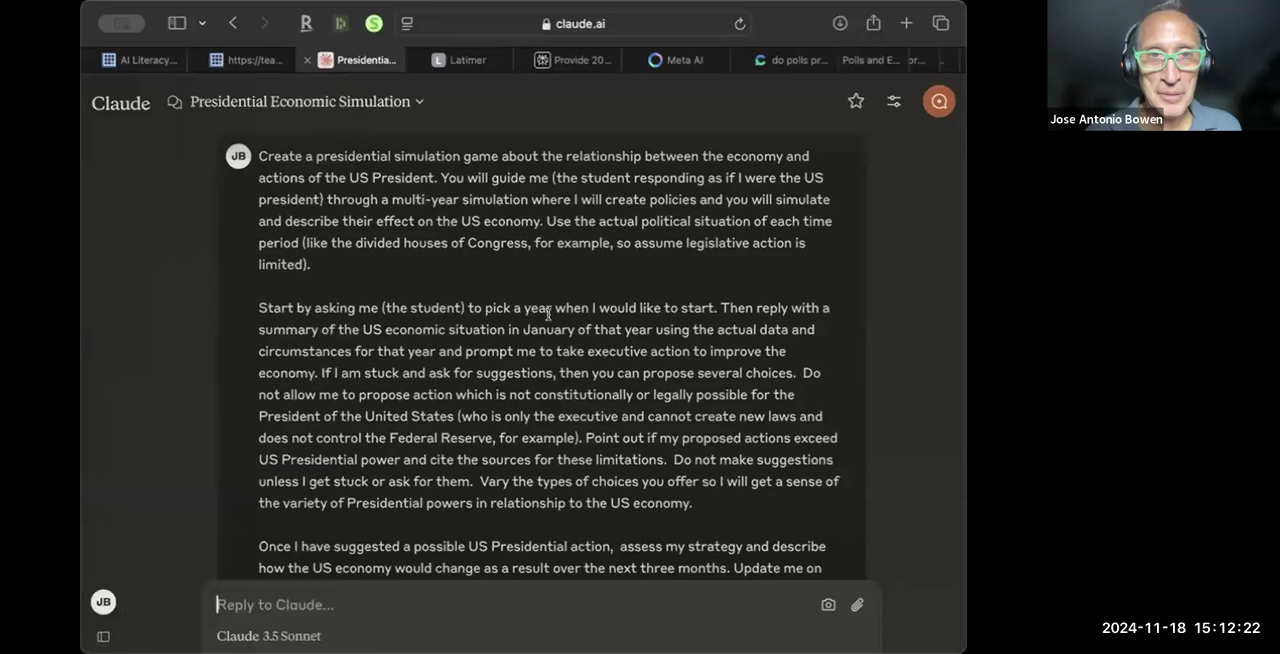 claude.ai
AI Literacy...
https://tea...
Presidentia...
L Latimer
Provide 20...
Meta AI
do polis pr...
Polis and E...
or...
Claude
Presidential Economic Simulation
Jose Antonio Bowen
JB
Create a presidential simulation game about the relationship between the economy and
actions of the US President. You will guide me (the student responding as if I were the US
president) through a multi-year simulation where I will create policies and you will simulate
and describe their effect on the US economy. Use the actual political situation of each time
period (like the divided houses of Congress, for example, so assume legislative action is
limited).
Start by asking me (the student) to pick a year when I would like to start. Then reply with a
summary of the US economic situation in January of that year using the actual data and
circumstances for that year and prompt me to take executive action to improve the
economy. If I am stuck and ask for suggestions, then you can propose several choices. Do
not allow me to propose action which is not constitutionally or legally possible for the
President of the United States (who is only the executive and cannot create new laws and
does not control the Federal Reserve, for example). Point out if my proposed actions exceed
US Presidential power and cite the sources for these limitations. Do not make suggestions
unless I get stuck or ask for them. Vary the types of choices you offer so I will get a sense of
the variety of Presidential powers in relationship to the US economy.
Once I have suggested a possible US Presidential action, assess my strategy and describe
how the US economy would change as a result over the next three months. Update me on
JB
Reply to Claude...
Claude 3.5 Sonnet
2024-11-18 15:12:22